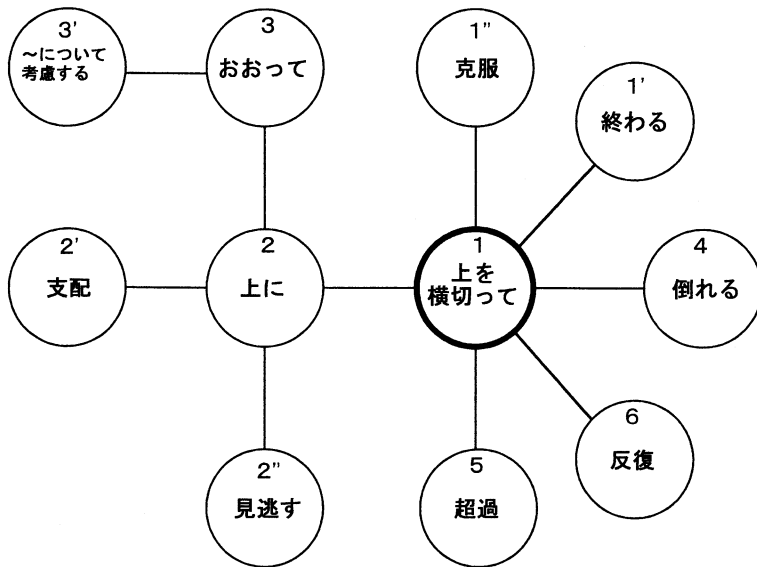 3'
～について
考慮する
3
おおって
1"
克服
1'
終わる
2'
支配
2
上に
1
上を
横切って
4
倒れる
2"
見逃す
5
超過
6
反復